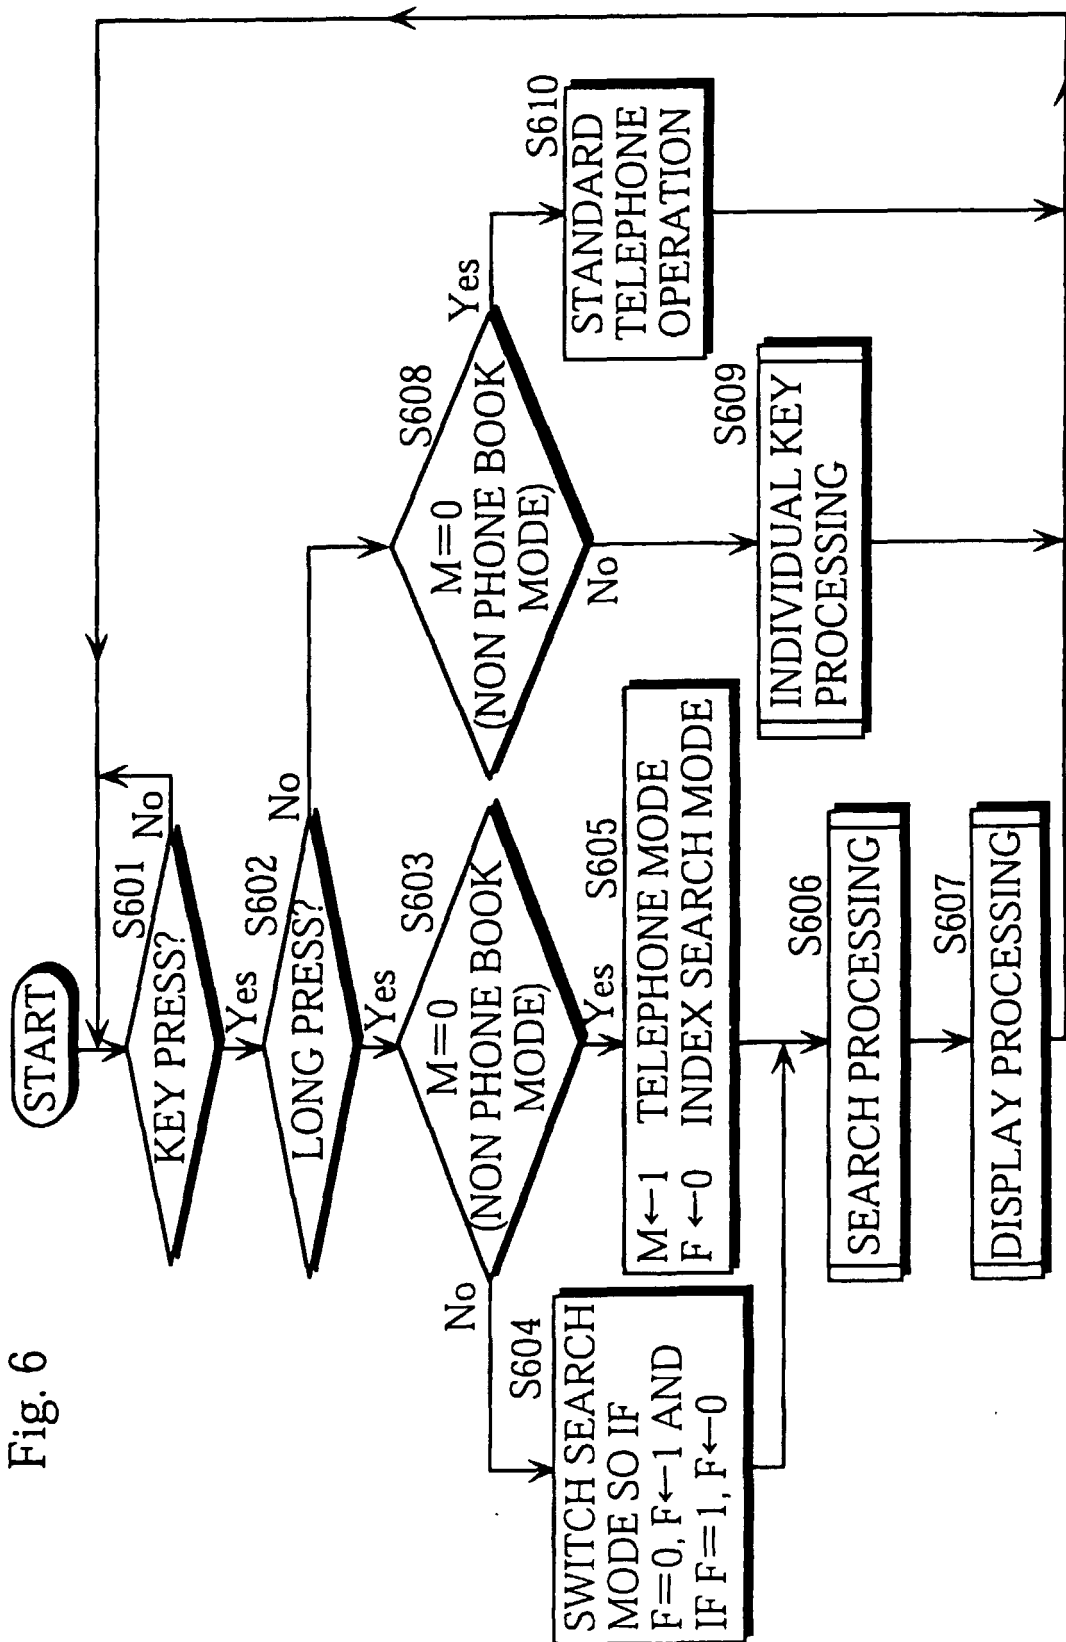 Fig. 6
START
KEY PRESS?
S601
No
Yes
LONG PRESS?
S602
No
Yes
M=0
(NON PHONE BOOK
MODE)
S603
No
Yes
S604
SWITCH SEARCH
MODE SO IF
F=0, F←1 AND
IF F=1, F←0
S605
M←1 TELEPHONE MODE
F←0 INDEX SEARCH MODE
S606
SEARCH PROCESSING
S607
DISPLAY PROCESSING
S608
M=0
(NON PHONE BOOK
MODE)
Yes
No
S609
INDIVIDUAL KEY
PROCESSING
S610
STANDARD
TELEPHONE
OPERATION